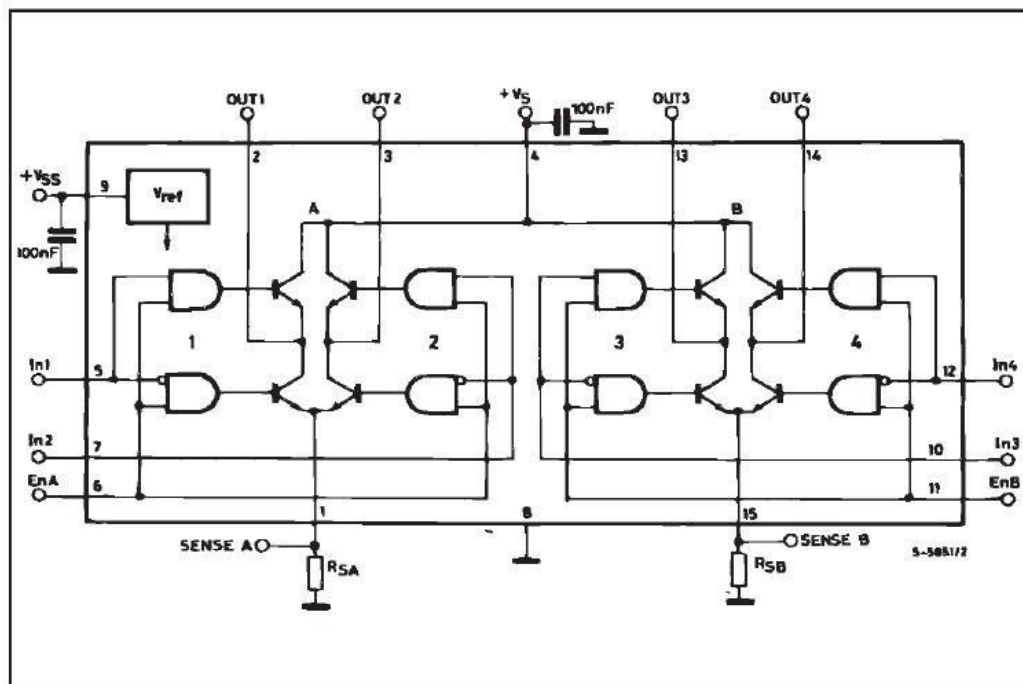 OUT1 OUT2 +VS 100nF OUT3 OUT4
2 3 4 13 14
+VSS 9 Vref
A B
100nF
1 2 3 4
In1 5 12 In4
In2 7 10 In3
EnA 6 11 EnB
1 8 15
SENSE A SENSE B
RSA RSB
S-5851/2